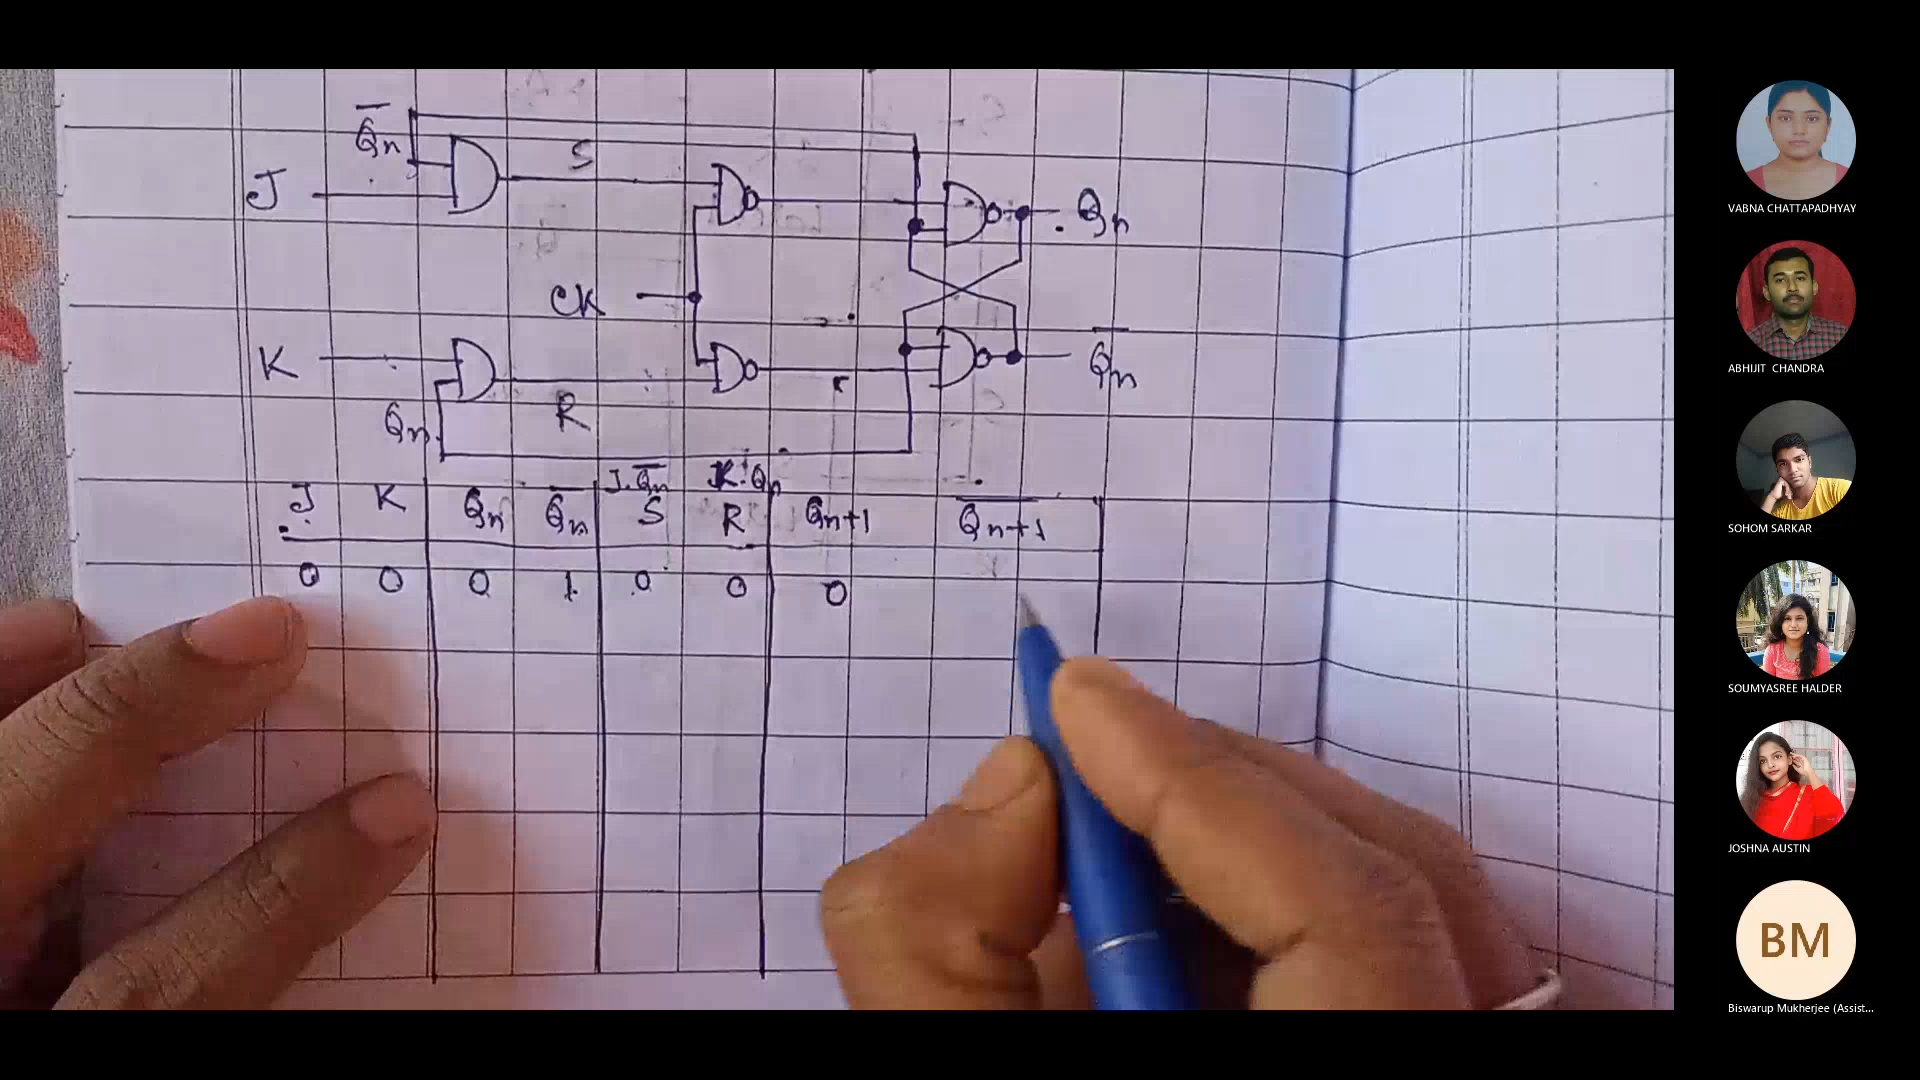 Q̅n
S
J
Qn
CK
K
Q̅n
Qn
R
J.Q̅n K.Qn
J K Qn Q̅n S R Qn+1 Q̅n+1
0 0 0 1 0 0 0
VABNA CHATTAPADHYAY
ABHIJIT CHANDRA
SOHOM SARKAR
SOUMYASREE HALDER
JOSHNA AUSTIN
BM
Biswarup Mukherjee (Assist...